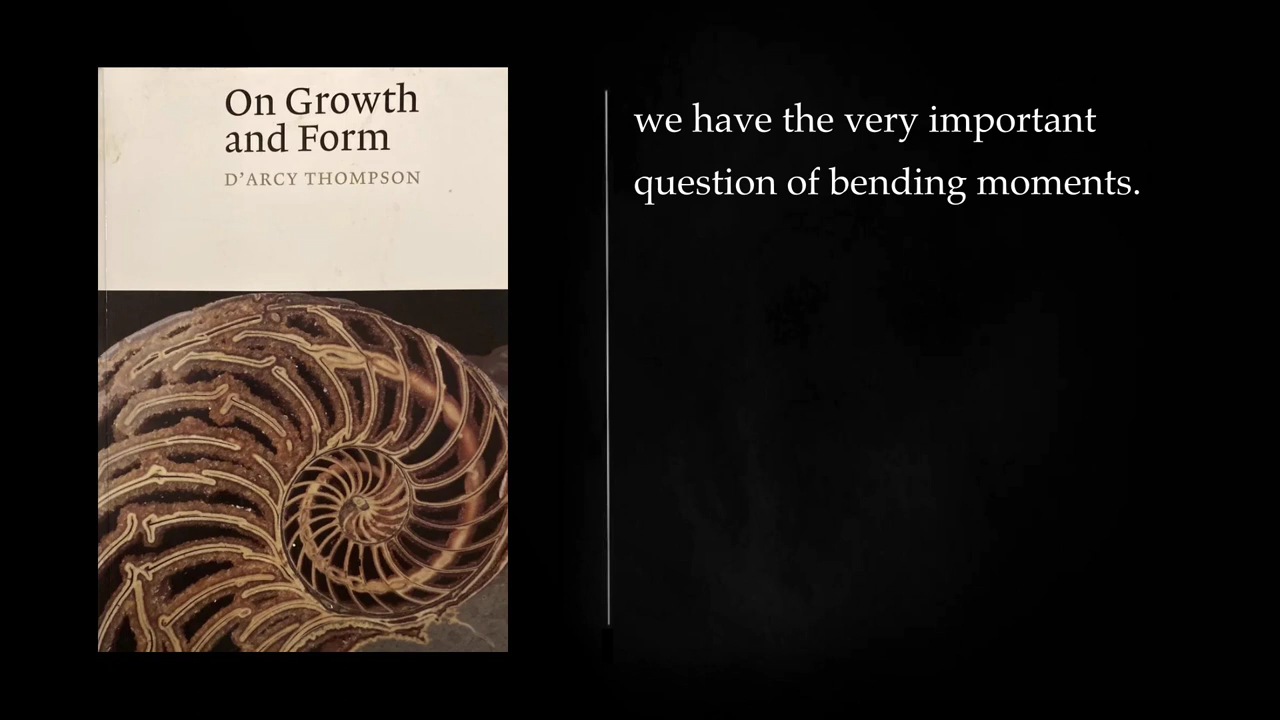 On Growth
and Form
D'ARCY THOMPSON
we have the very important
question of bending moments.